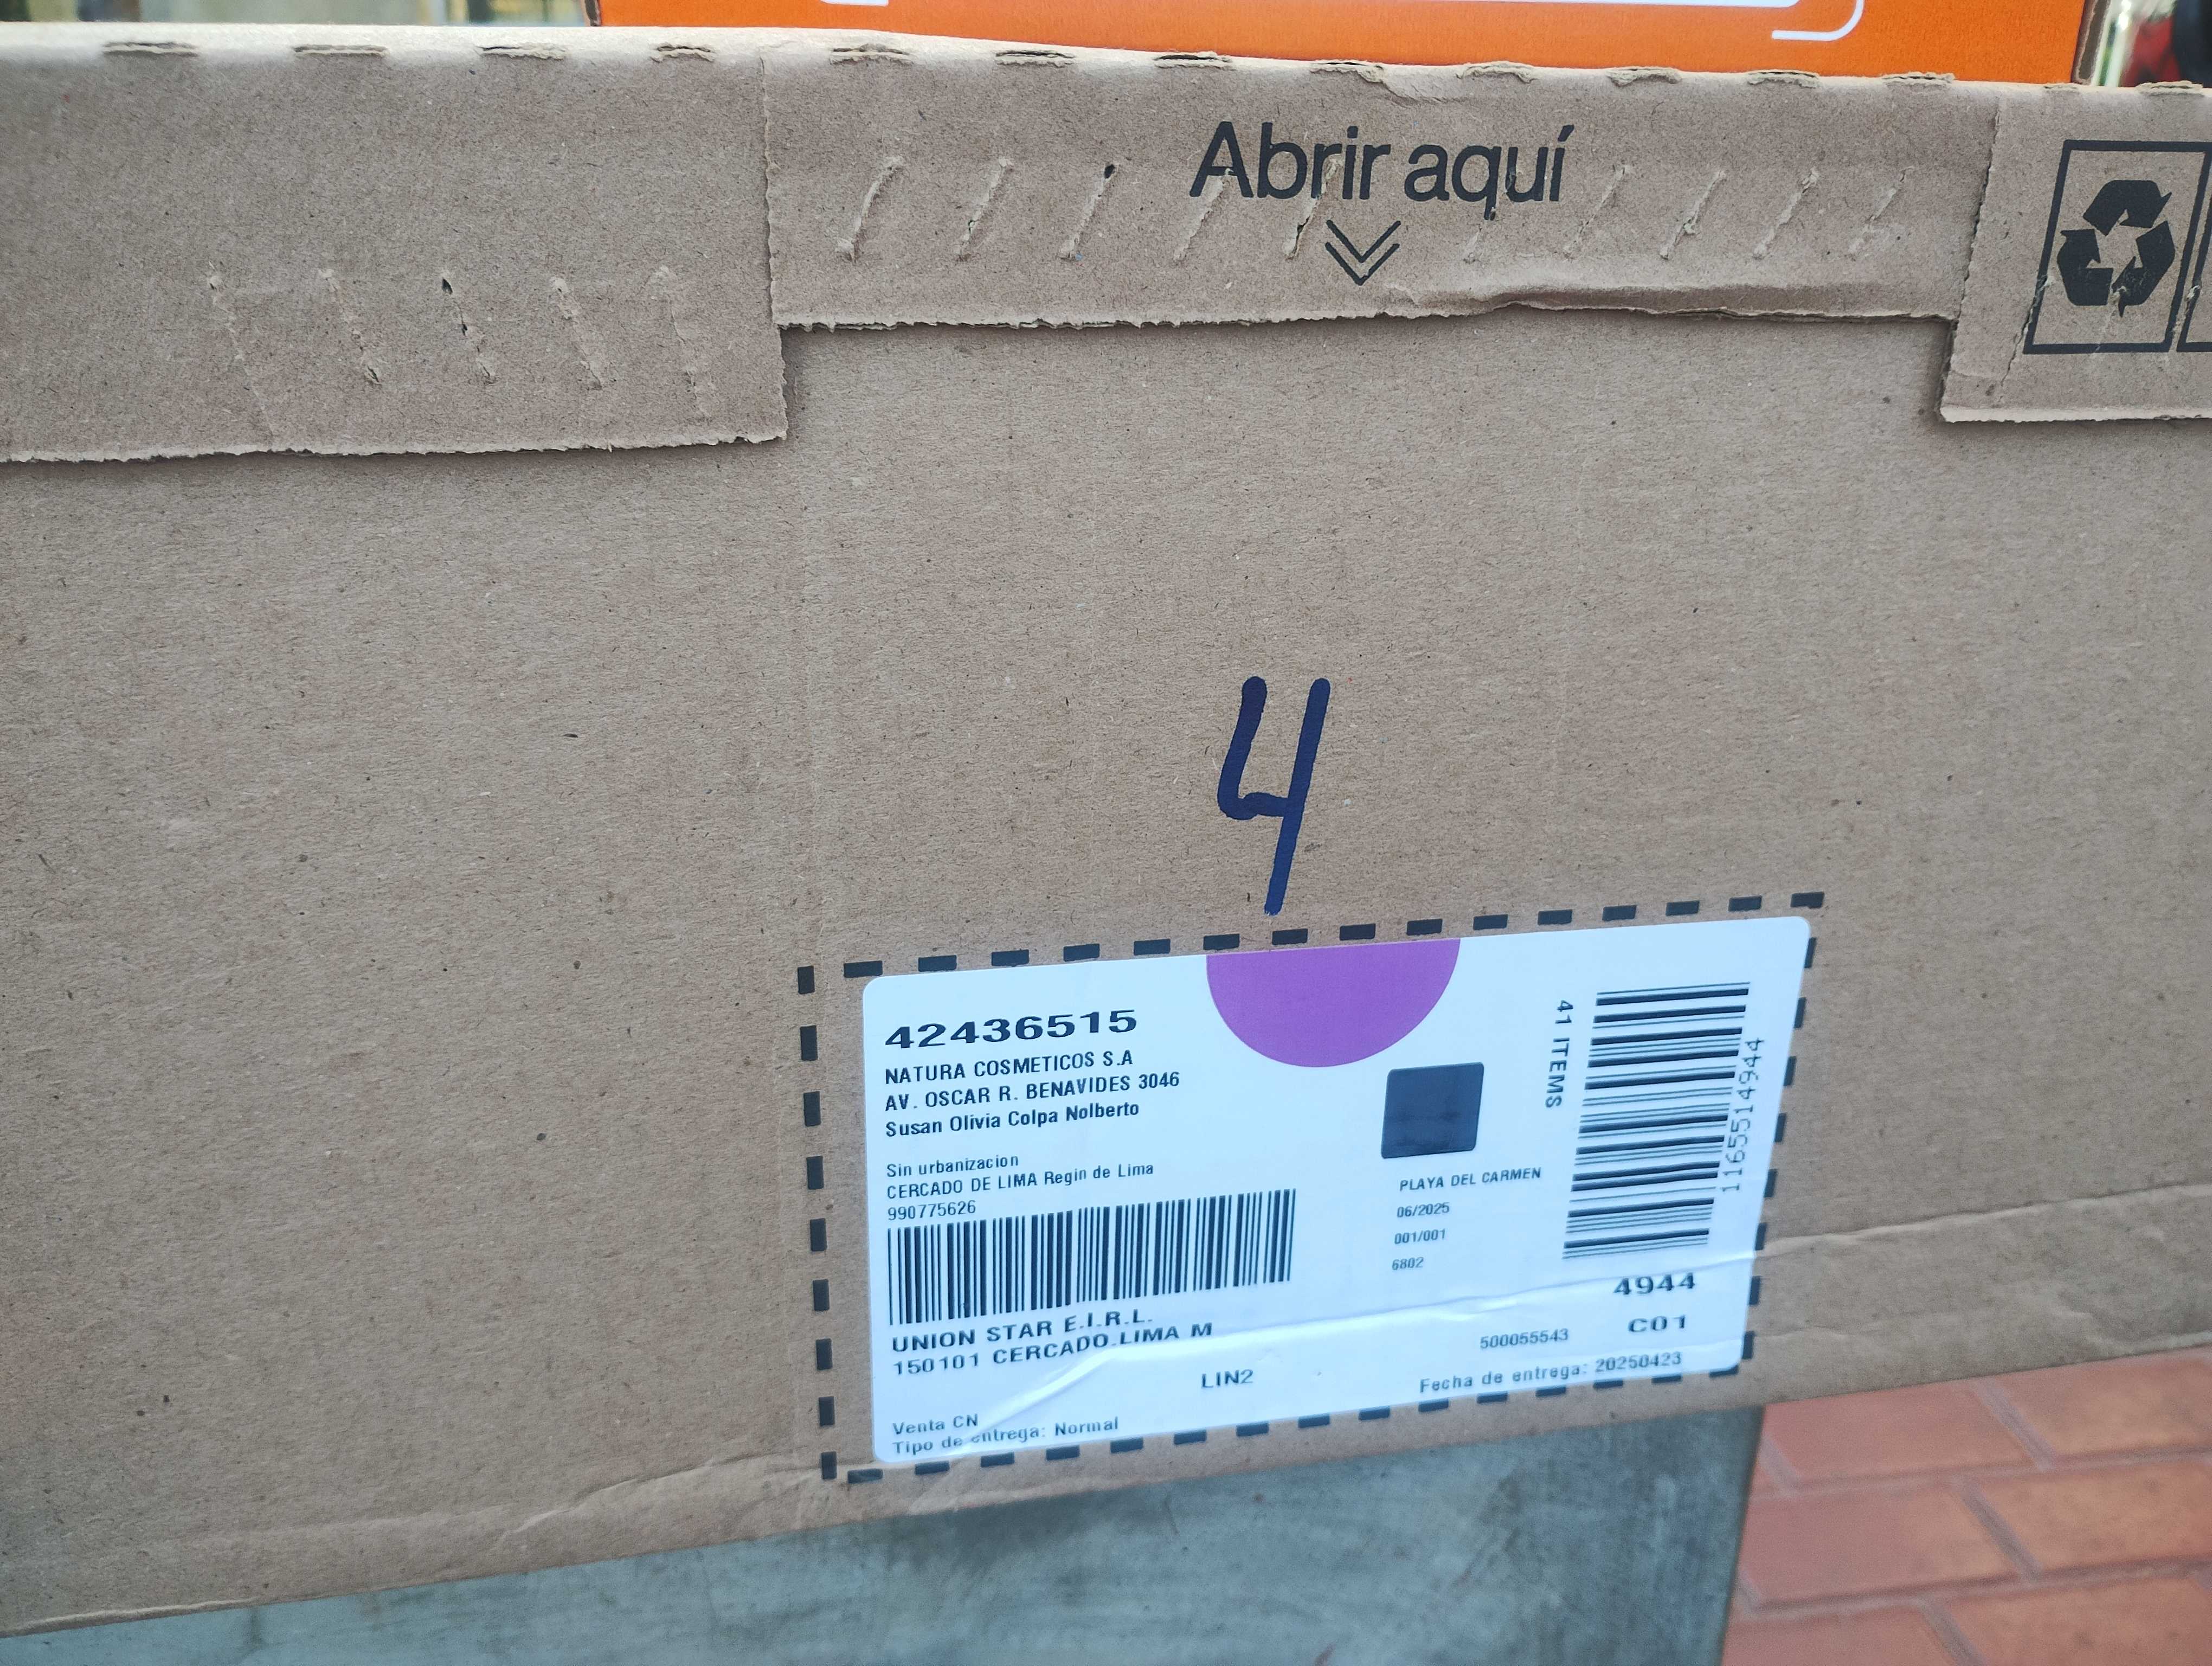 Abrir aquí
4
42436515
NATURA COSMETICOS S.A
AV. OSCAR R. BENAVIDES 3046
Susan Olivia Colpa Nolberto
Sin urbanizacion
CERCADO DE LIMA Regin de Lima
990775626
UNION STAR E.I.R.L.
150101 CERCADO.LIMA M
LIN2
Venta CN
Tipo de entrega: Normal
PLAYA DEL CARMEN
06/2025
001/001
6802
41 ITEMS
1165514944
4944
C01
500055543
Fecha de entrega: 20250423